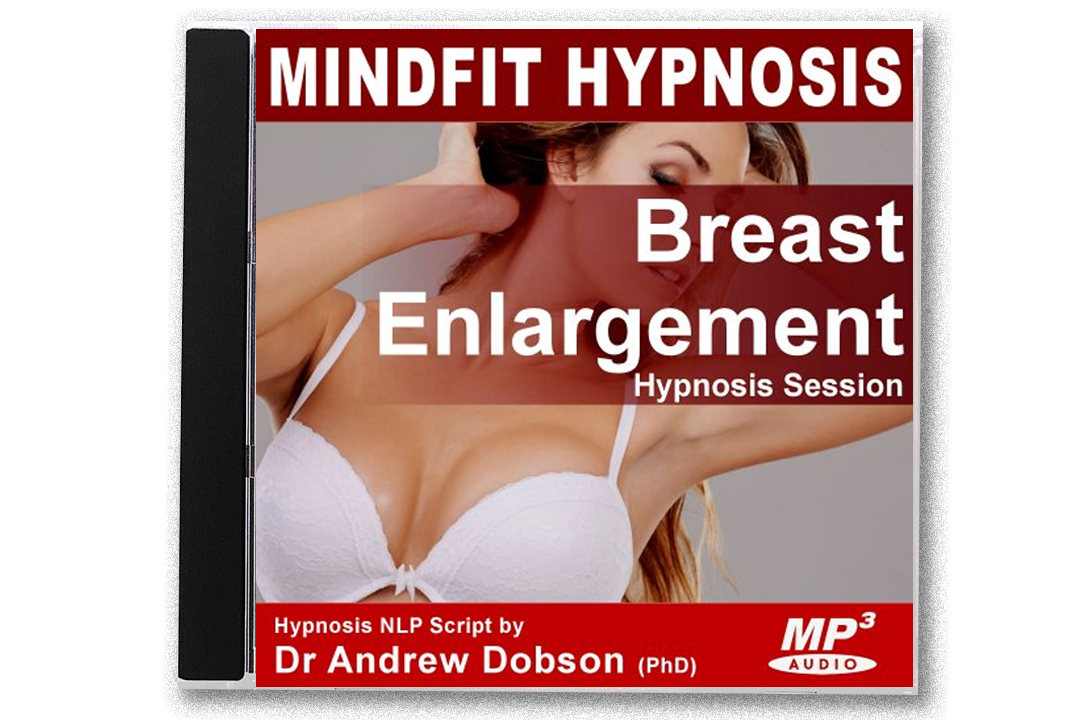 MINDFIT HYPNOSIS
Breast
Enlargement
Hypnosis Session
Hypnosis NLP Script by
Dr Andrew Dobson (PhD)
MP3
AUDIO